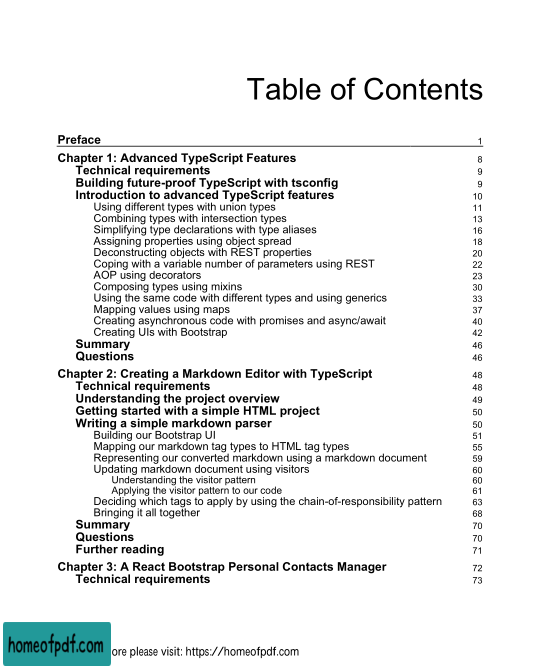 Table of Contents
Preface 1
Chapter 1: Advanced TypeScript Features 8
Technical requirements 9
Building future-proof TypeScript with tsconfig 9
Introduction to advanced TypeScript features 10
Using different types with union types 11
Combining types with intersection types 13
Simplifying type declarations with type aliases 16
Assigning properties using object spread 18
Deconstructing objects with REST properties 20
Coping with a variable number of parameters using REST 22
AOP using decorators 23
Composing types using mixins 30
Using the same code with different types and using generics 33
Mapping values using maps 37
Creating asynchronous code with promises and async/await 40
Creating UIs with Bootstrap 42
Summary 46
Questions 46
Chapter 2: Creating a Markdown Editor with TypeScript 48
Technical requirements 48
Understanding the project overview 49
Getting started with a simple HTML project 50
Writing a simple markdown parser 50
Building our Bootstrap UI 51
Mapping our markdown tag types to HTML tag types 55
Representing our converted markdown using a markdown document 59
Updating markdown document using visitors 60
Understanding the visitor pattern 60
Applying the visitor pattern to our code 61
Deciding which tags to apply by using the chain-of-responsibility pattern 63
Bringing it all together 68
Summary 70
Questions 70
Further reading 71
Chapter 3: A React Bootstrap Personal Contacts Manager 72
Technical requirements 73
homeofpdf.com
ore please visit: https://homeofpdf.com